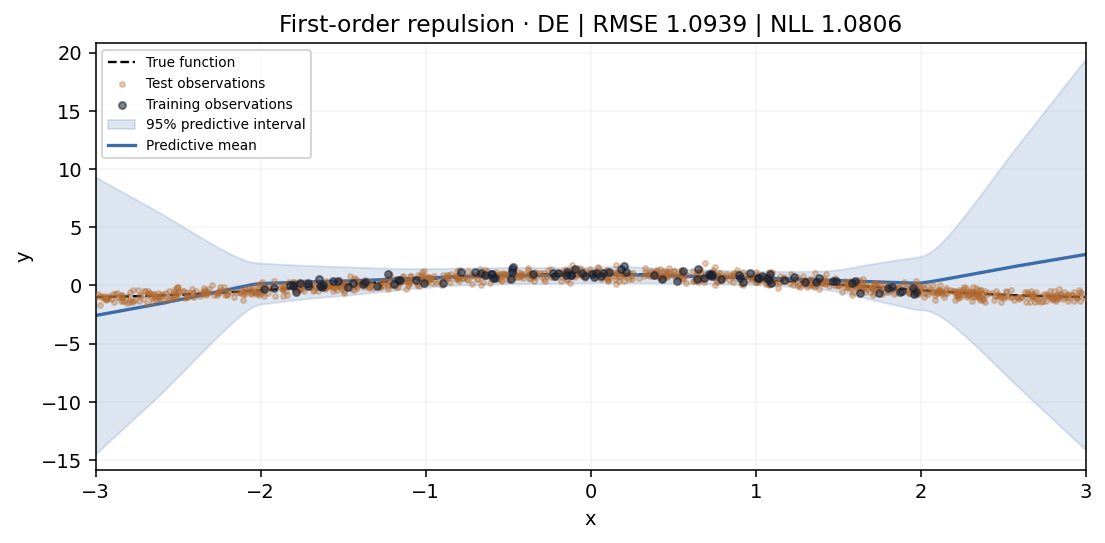 First-order repulsion · DE | RMSE 1.0939 | NLL 1.0806
True function
Test observations
Training observations
95% predictive interval
Predictive mean
20
15
10
5
0
−5
−10
−15
y
−3
−2
−1
0
1
2
3
x